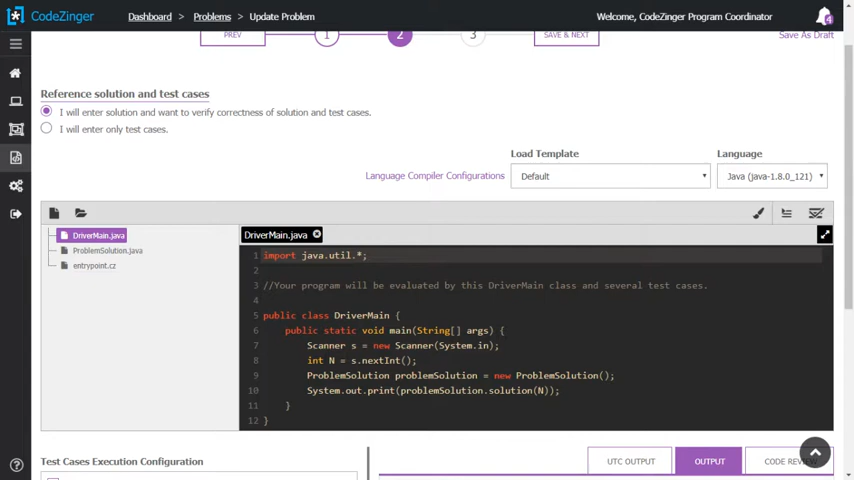 CodeZinger
Dashboard > Problems > Update Problem
Welcome, CodeZinger Program Coordinator
4
PREV
1
2
3
SAVE & NEXT
Save As Draft
Reference solution and test cases
I will enter solution and want to verify correctness of solution and test cases.
I will enter only test cases.
Load Template
Language
Language Compiler Configurations
Default
Java (java-1.8.0_121)
DriverMain.java
ProblemSolution.java
entrypoint.cz
DriverMain.java
1 import java.util.*;
2
3 //Your program will be evaluated by this DriverMain class and several test cases.
4
5 public class DriverMain {
6 public static void main(String[] args) {
7 Scanner s = new Scanner(System.in);
8 int N = s.nextInt();
9 ProblemSolution problemSolution = new ProblemSolution();
10 System.out.print(problemSolution.solution(N));
11 }
12 }
Test Cases Execution Configuration
UTC OUTPUT
OUTPUT
CODE REVIEW